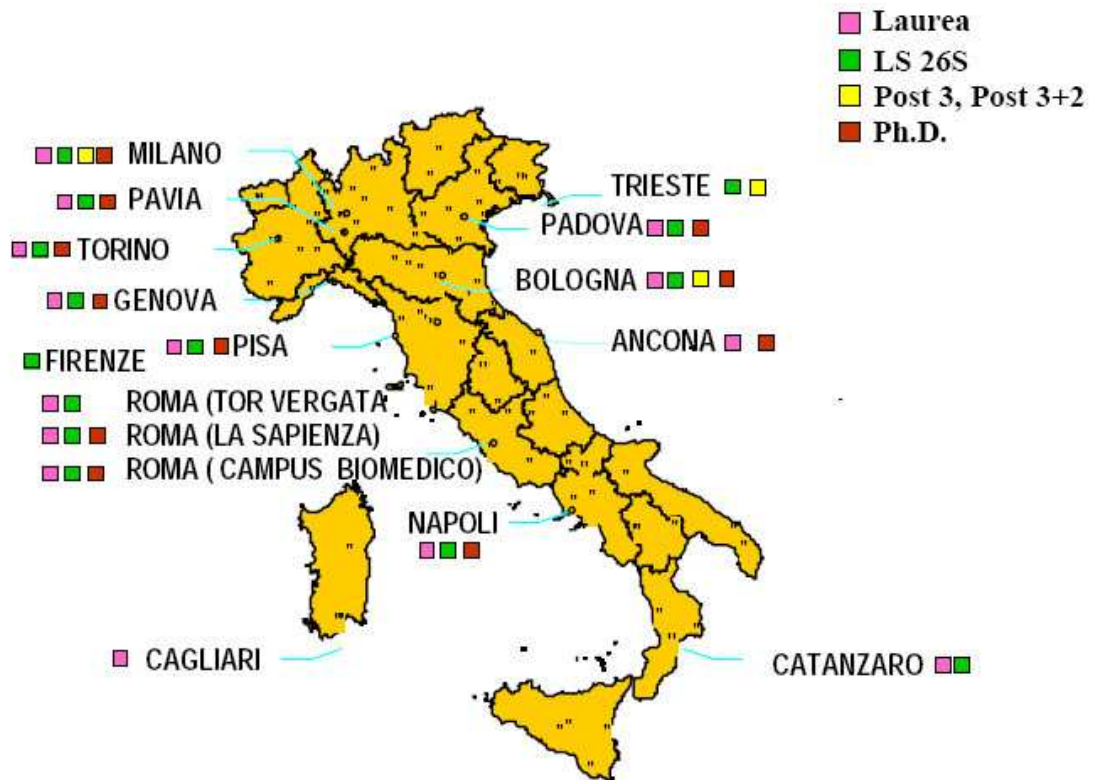 Laurea
LS 26S
Post 3, Post 3+2
Ph.D.
MILANO
PAVIA
TORINO
GENOVA
PISA
FIRENZE
ROMA (TOR VERGATA
ROMA (LA SAPIENZA)
ROMA ( CAMPUS BIOMEDICO)
NAPOLI
CAGLIARI
TRIESTE
PADOVA
BOLOGNA
ANCONA
CATANZARO